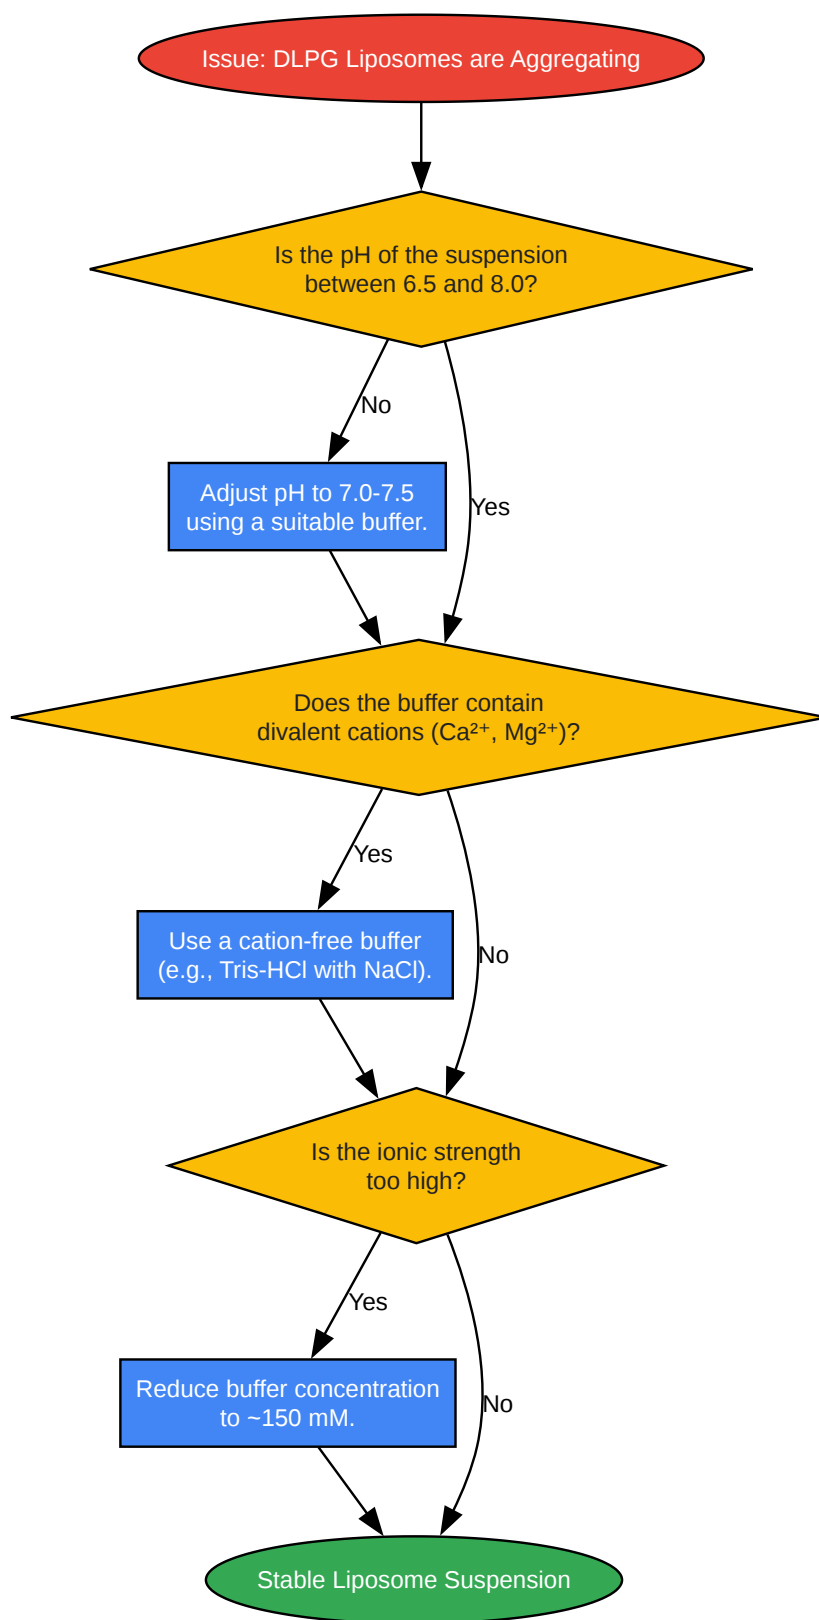 Issue: DLPG Liposomes are Aggregating
Is the pH of the suspension
between 6.5 and 8.0?
No
Adjust pH to 7.0-7.5
using a suitable buffer.
Yes
Does the buffer contain
divalent cations (Ca²⁺, Mg²⁺)?
Yes
Use a cation-free buffer
(e.g., Tris-HCl with NaCl).
No
Is the ionic strength
too high?
Yes
Reduce buffer concentration
to ~150 mM.
No
Stable Liposome Suspension